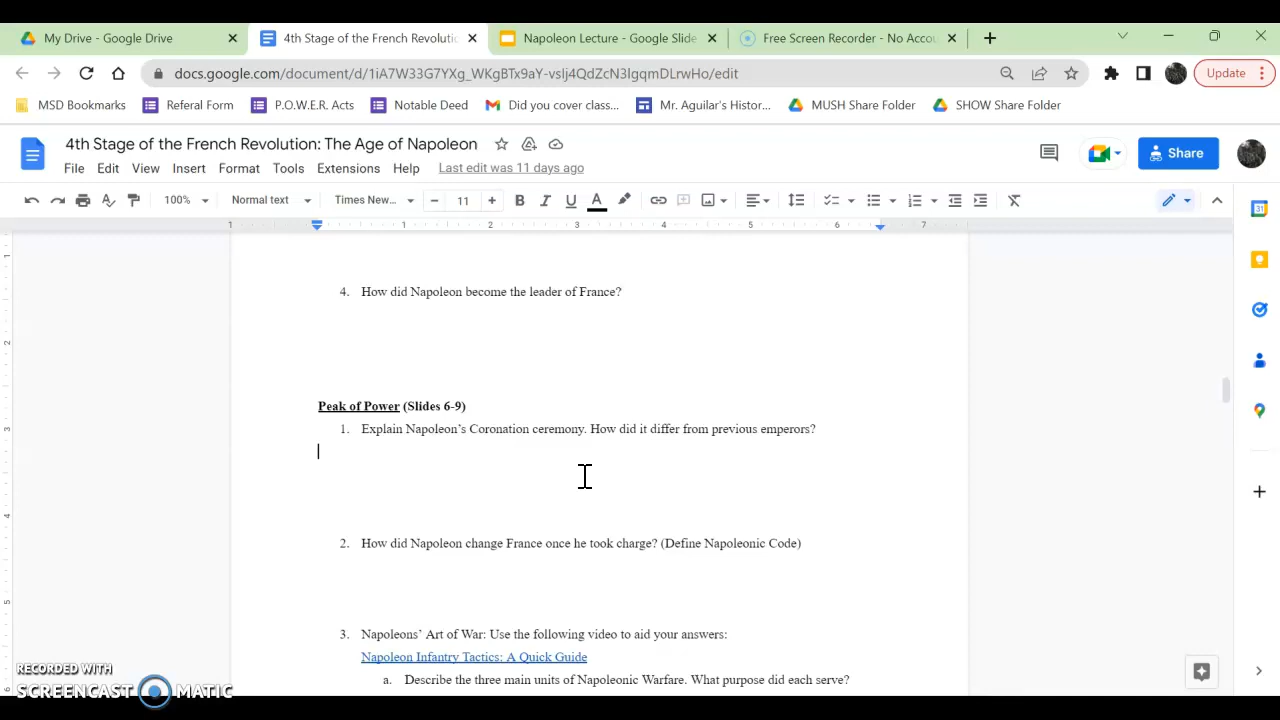 My Drive - Google Drive
4th Stage of the French Revolutio
Napoleon Lecture - Google Slide
Free Screen Recorder - No Accou
docs.google.com/document/d/1iA7W33G7YXg_WKgBTx9aY-vslj4QdZcN3lgqmDLrwHo/edit
Update
MSD Bookmarks
Referal Form
P.O.W.E.R. Acts
Notable Deed
Did you cover class...
Mr. Aguilar's Histor...
MUSH Share Folder
SHOW Share Folder
4th Stage of the French Revolution: The Age of Napoleon
Share
File Edit View Insert Format Tools Extensions Help Last edit was 11 days ago
100% Normal text Times New... 11 B I U A
1 1 2 3 4 5 6 7
4. How did Napoleon become the leader of France?
Peak of Power (Slides 6-9)
1. Explain Napoleon’s Coronation ceremony. How did it differ from previous emperors?
2. How did Napoleon change France once he took charge? (Define Napoleonic Code)
3. Napoleons’ Art of War: Use the following video to aid your answers:
Napoleon Infantry Tactics: A Quick Guide
a. Describe the three main units of Napoleonic Warfare. What purpose did each serve?
RECORDED WITH
SCREENCAST MATIC